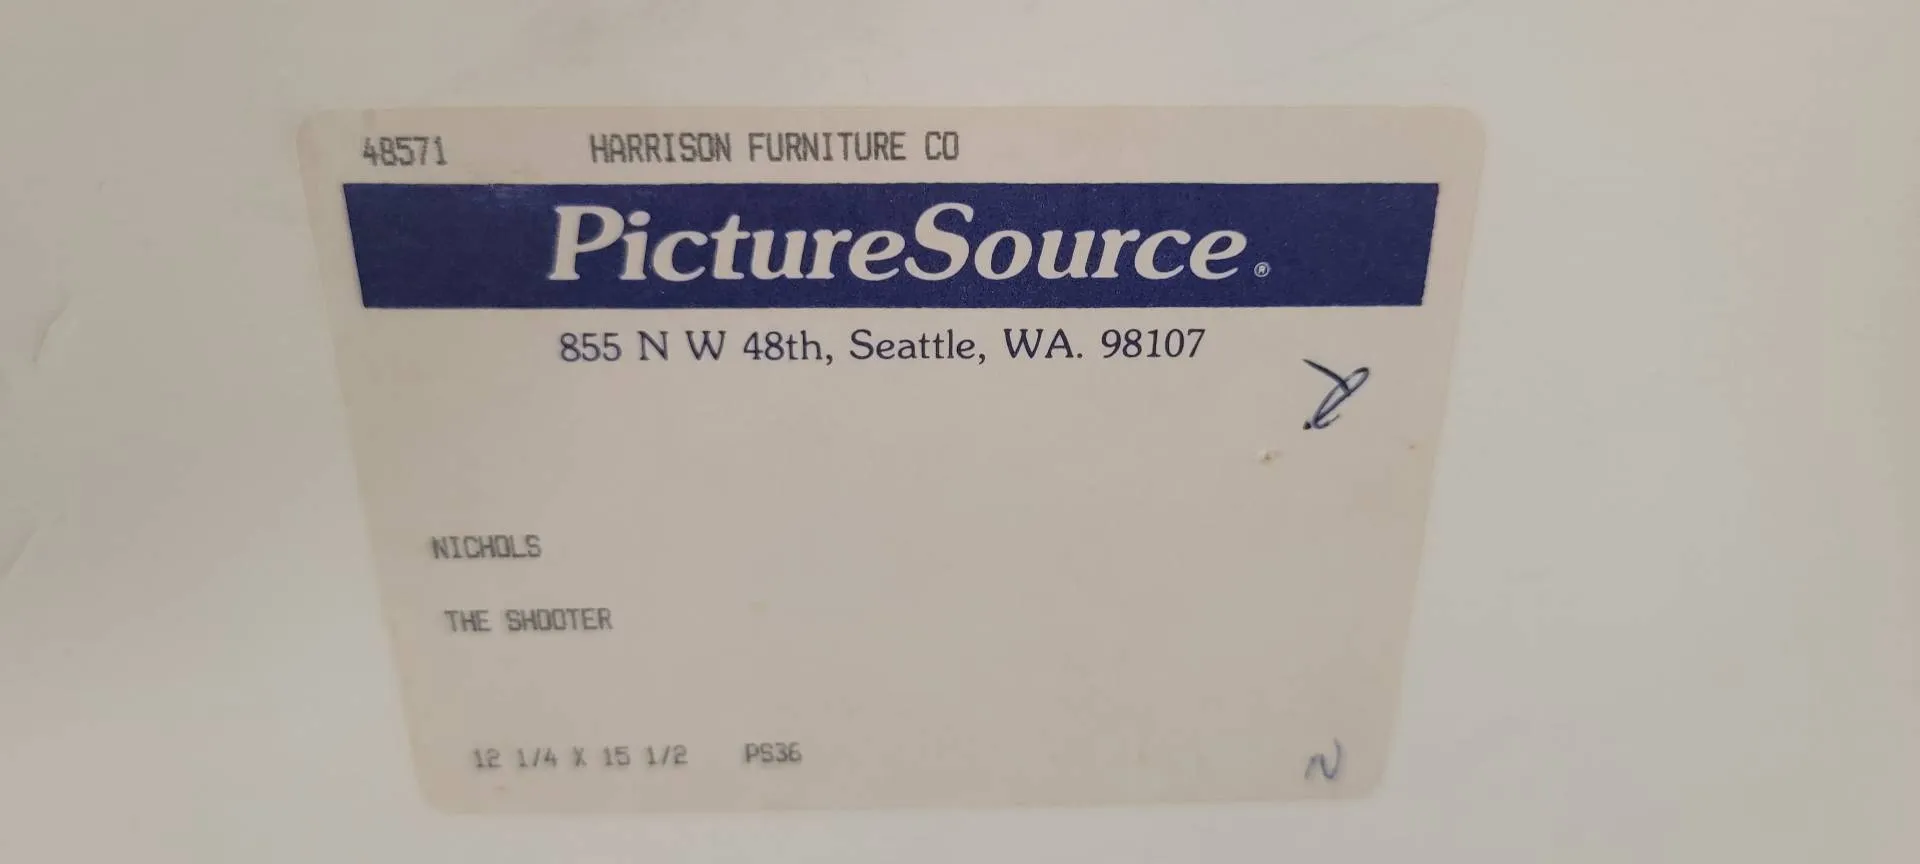 48571 HARRISON FURNITURE CO
PictureSource®
855 N W 48th, Seattle, WA. 98107
NICHOLS
THE SHOOTER
12 1/4 X 15 1/2 PS36
N